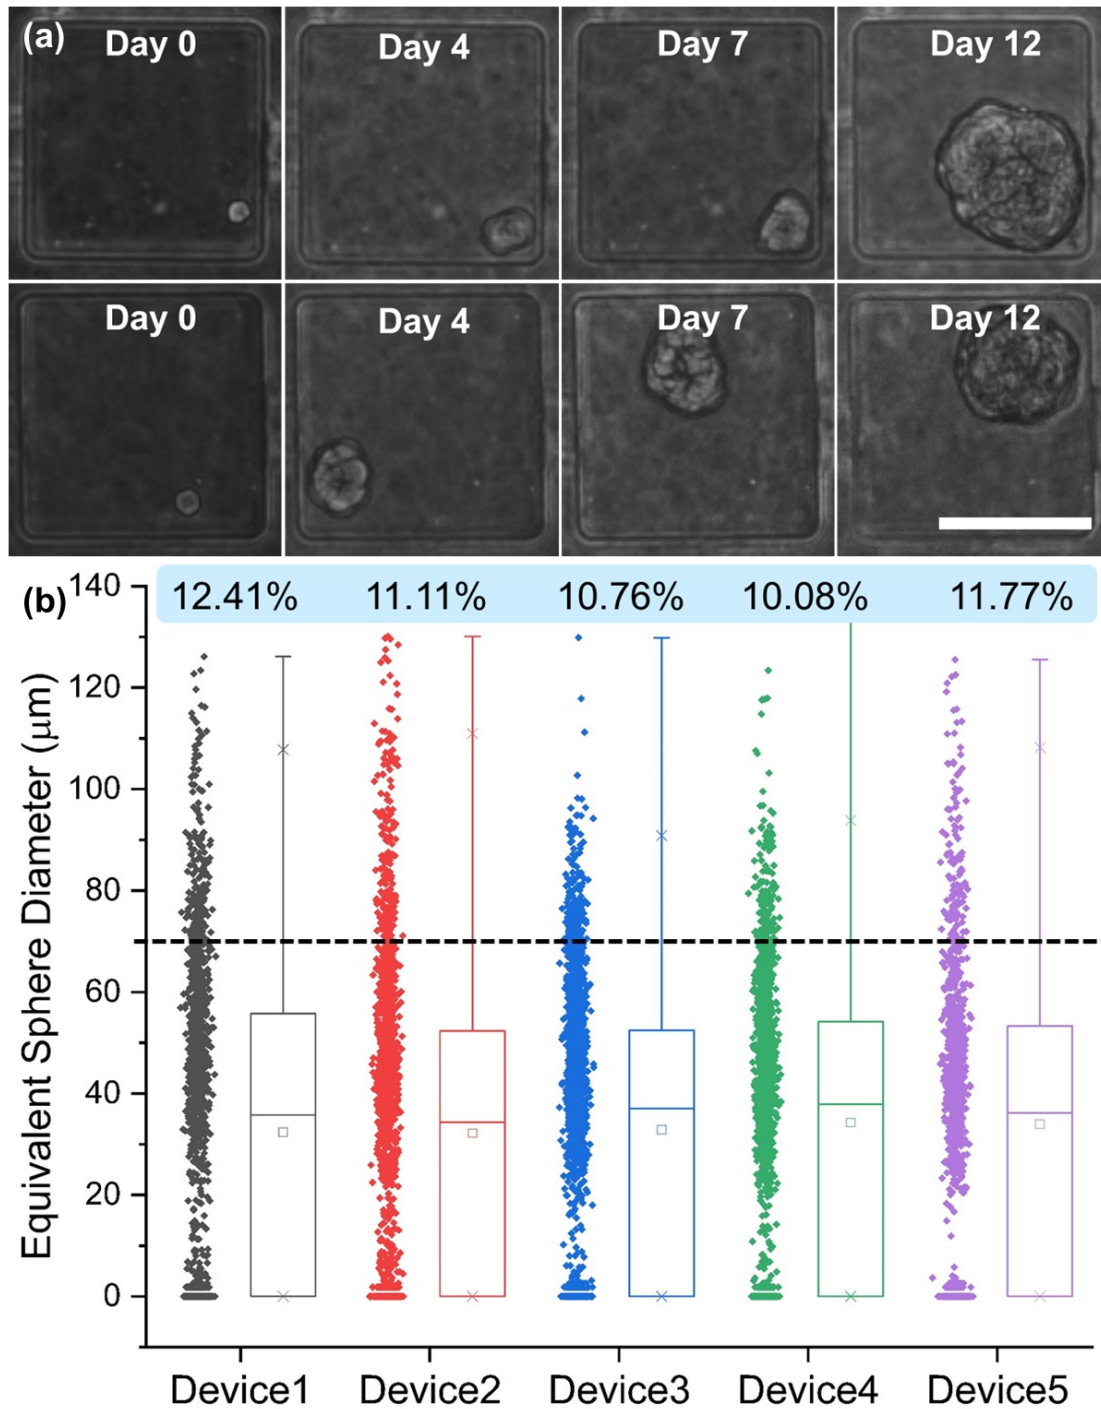 (a)
Day 0
Day 4
Day 7
Day 12
Day 0
Day 4
Day 7
Day 12
(b)
12.41%
11.11%
10.76%
10.08%
11.77%
Equivalent Sphere Diameter (μm)
140
120
100
80
60
40
20
0
Device1
Device2
Device3
Device4
Device5